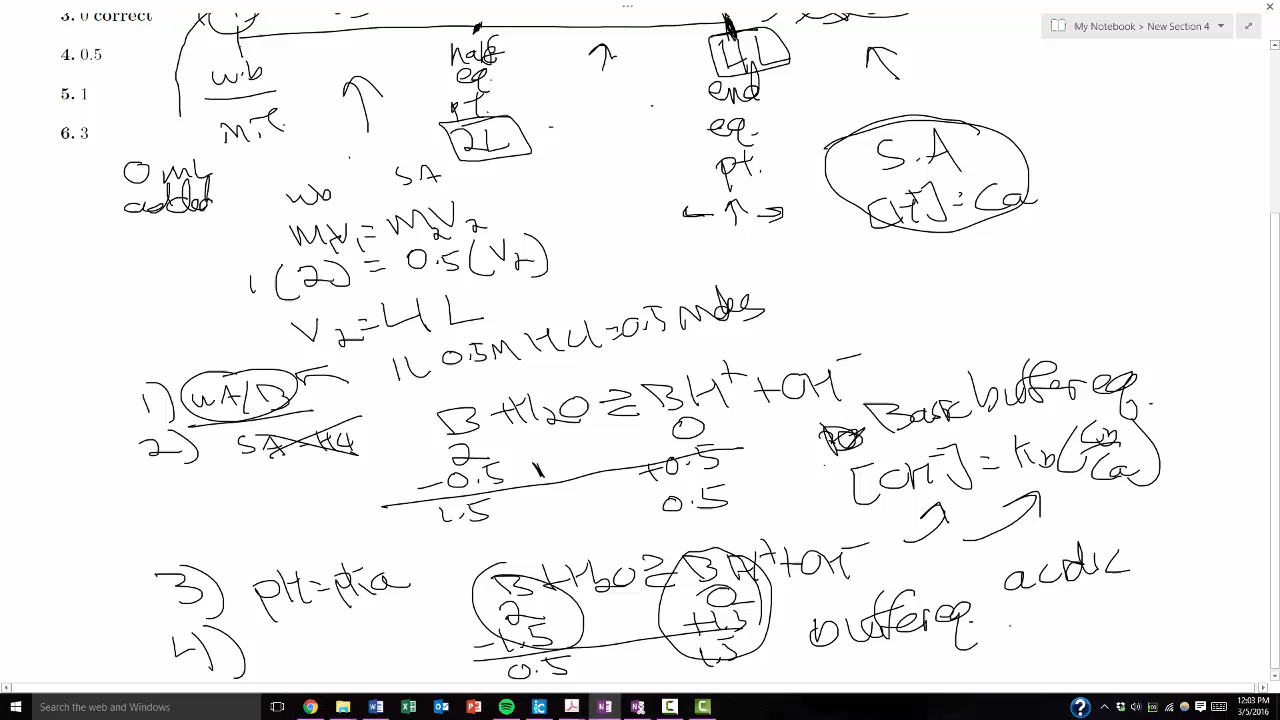 3. 0 correct
My Notebook > New Section 4
4. 0.5
5. 1
6. 3
w.b
half
eq.
pt.
2L
end
eq.
pt.
S.A
[H+] = Ca
0 mL
added
wb SA
M₁V₁ = M₂V₂
1(2) = 0.5(V₂)
V₂ = 4L
1L 0.5M HCl = 0.5 moles
1) wA/B
2)
B + H₂O ⇌ BH⁺ + OH⁻
2 0
-0.5 +0.5
1.5 0.5
Basic buffer eq.
[OH⁻] = Kb(Cb/Ca)
3) pH = pKa
B + H₂O ⇌ BH⁺ + OH⁻
2 0
-1.5 +1.5
0.5 1.5
4)
buffer eq.
acidic
Search the web and Windows
12:03 PM
3/5/2016